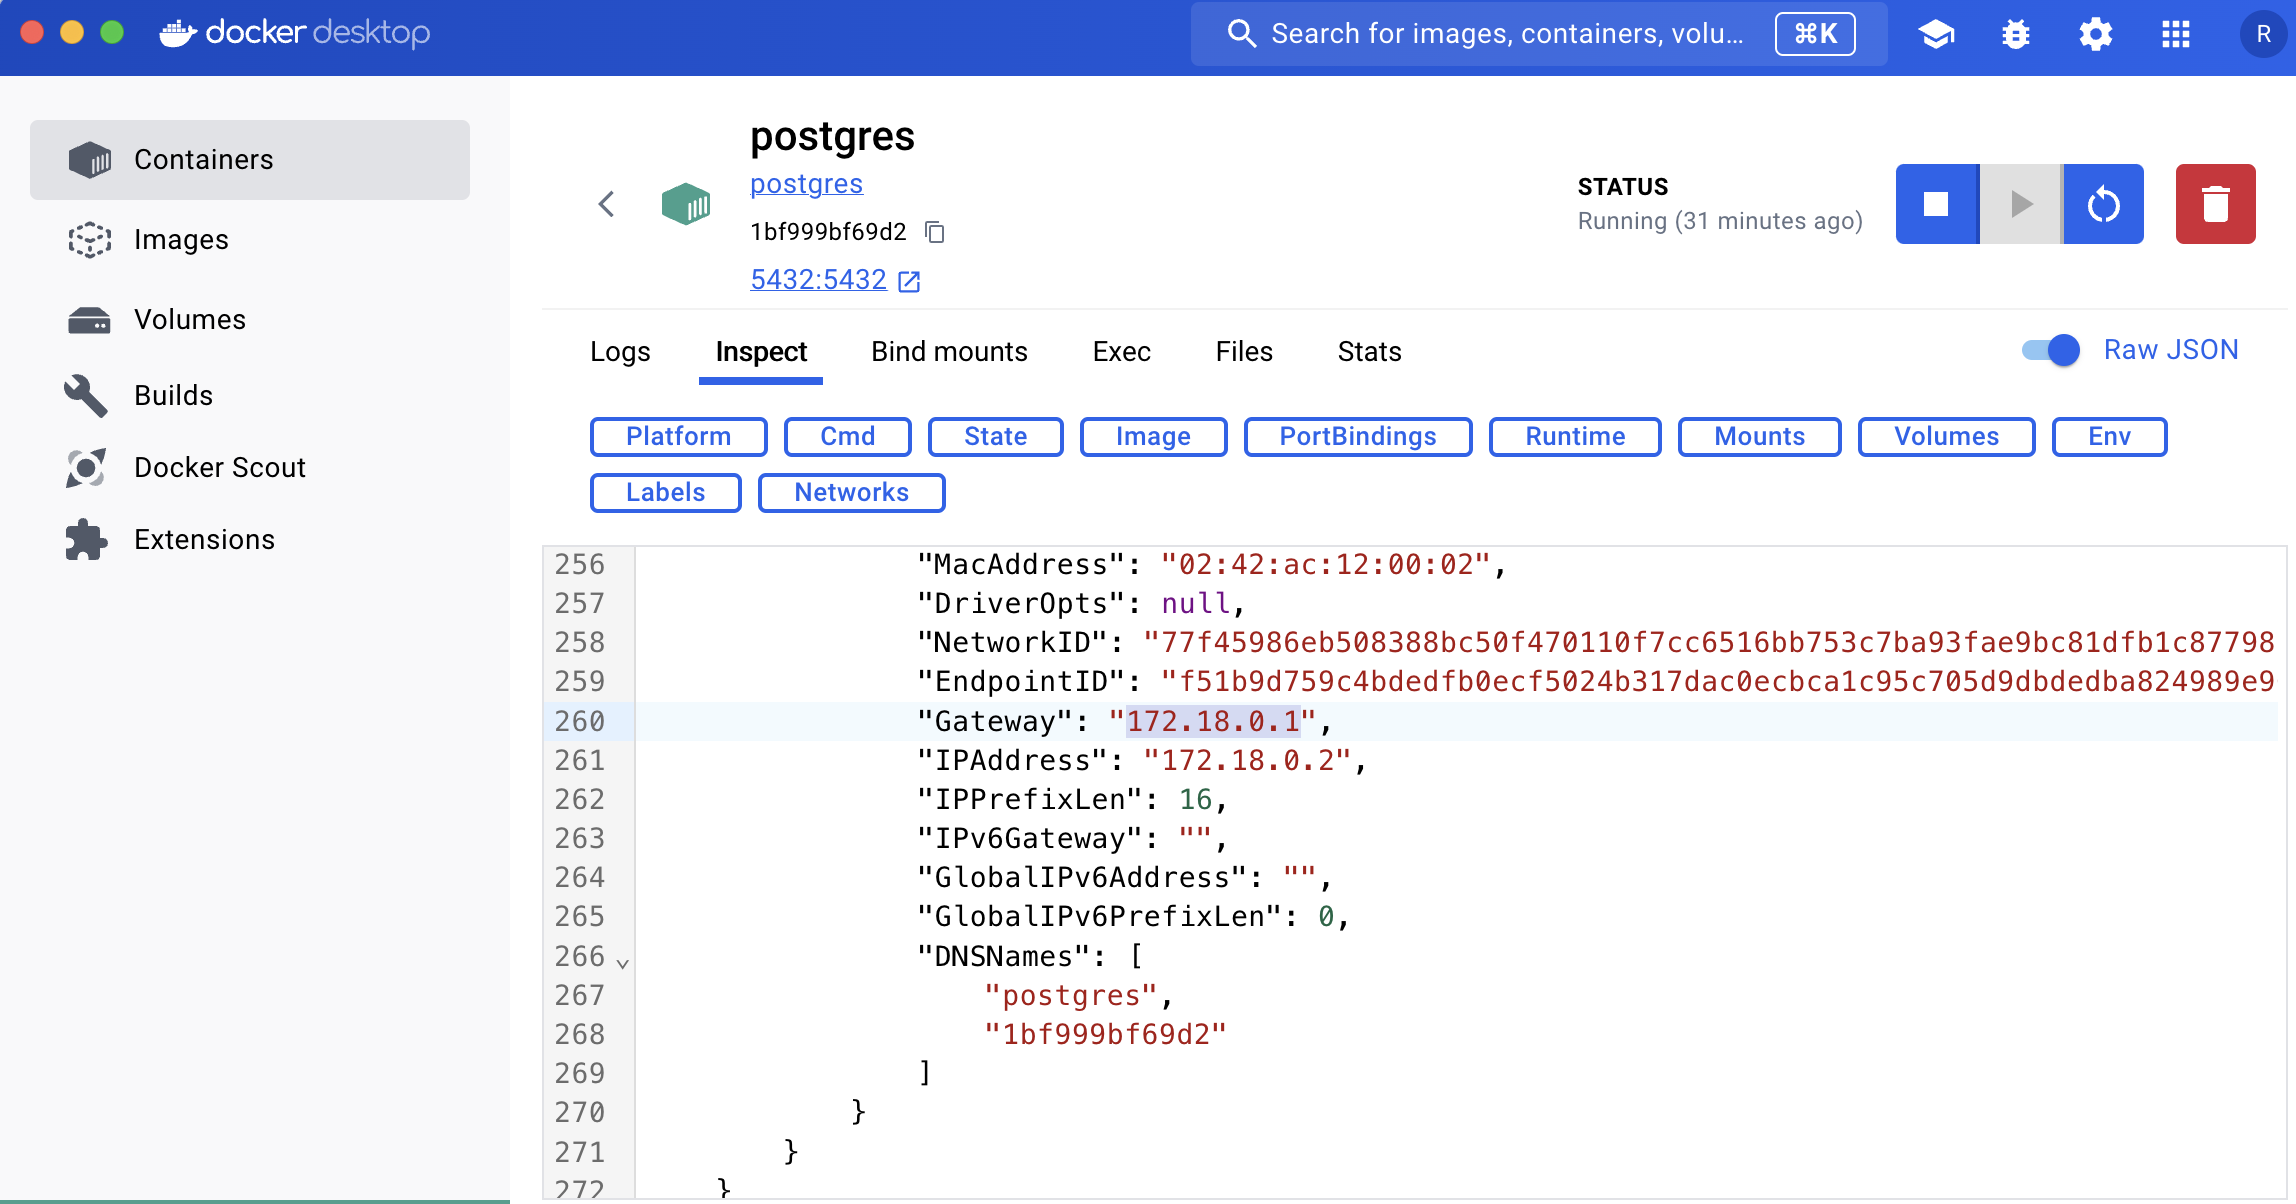 docker desktop
Search for images, containers, volu...
⌘K
R
Containers
Images
Volumes
Builds
Docker Scout
Extensions
postgres
postgres
1bf999bf69d2
5432:5432
STATUS
Running (31 minutes ago)
Logs Inspect Bind mounts Exec Files Stats
Raw JSON
Platform Cmd State Image PortBindings Runtime Mounts Volumes Env
Labels Networks
256 "MacAddress": "02:42:ac:12:00:02",
257 "DriverOpts": null,
258 "NetworkID": "77f45986eb508388bc50f470110f7cc6516bb753c7ba93fae9bc81dfb1c87798
259 "EndpointID": "f51b9d759c4bdedfb0ecf5024b317dac0ecbca1c95c705d9dbdedba824989e9
260 "Gateway": "172.18.0.1",
261 "IPAddress": "172.18.0.2",
262 "IPPrefixLen": 16,
263 "IPv6Gateway": "",
264 "GlobalIPv6Address": "",
265 "GlobalIPv6PrefixLen": 0,
266 "DNSNames": [
267 "postgres",
268 "1bf999bf69d2"
269 ]
270 }
271 }
272 }